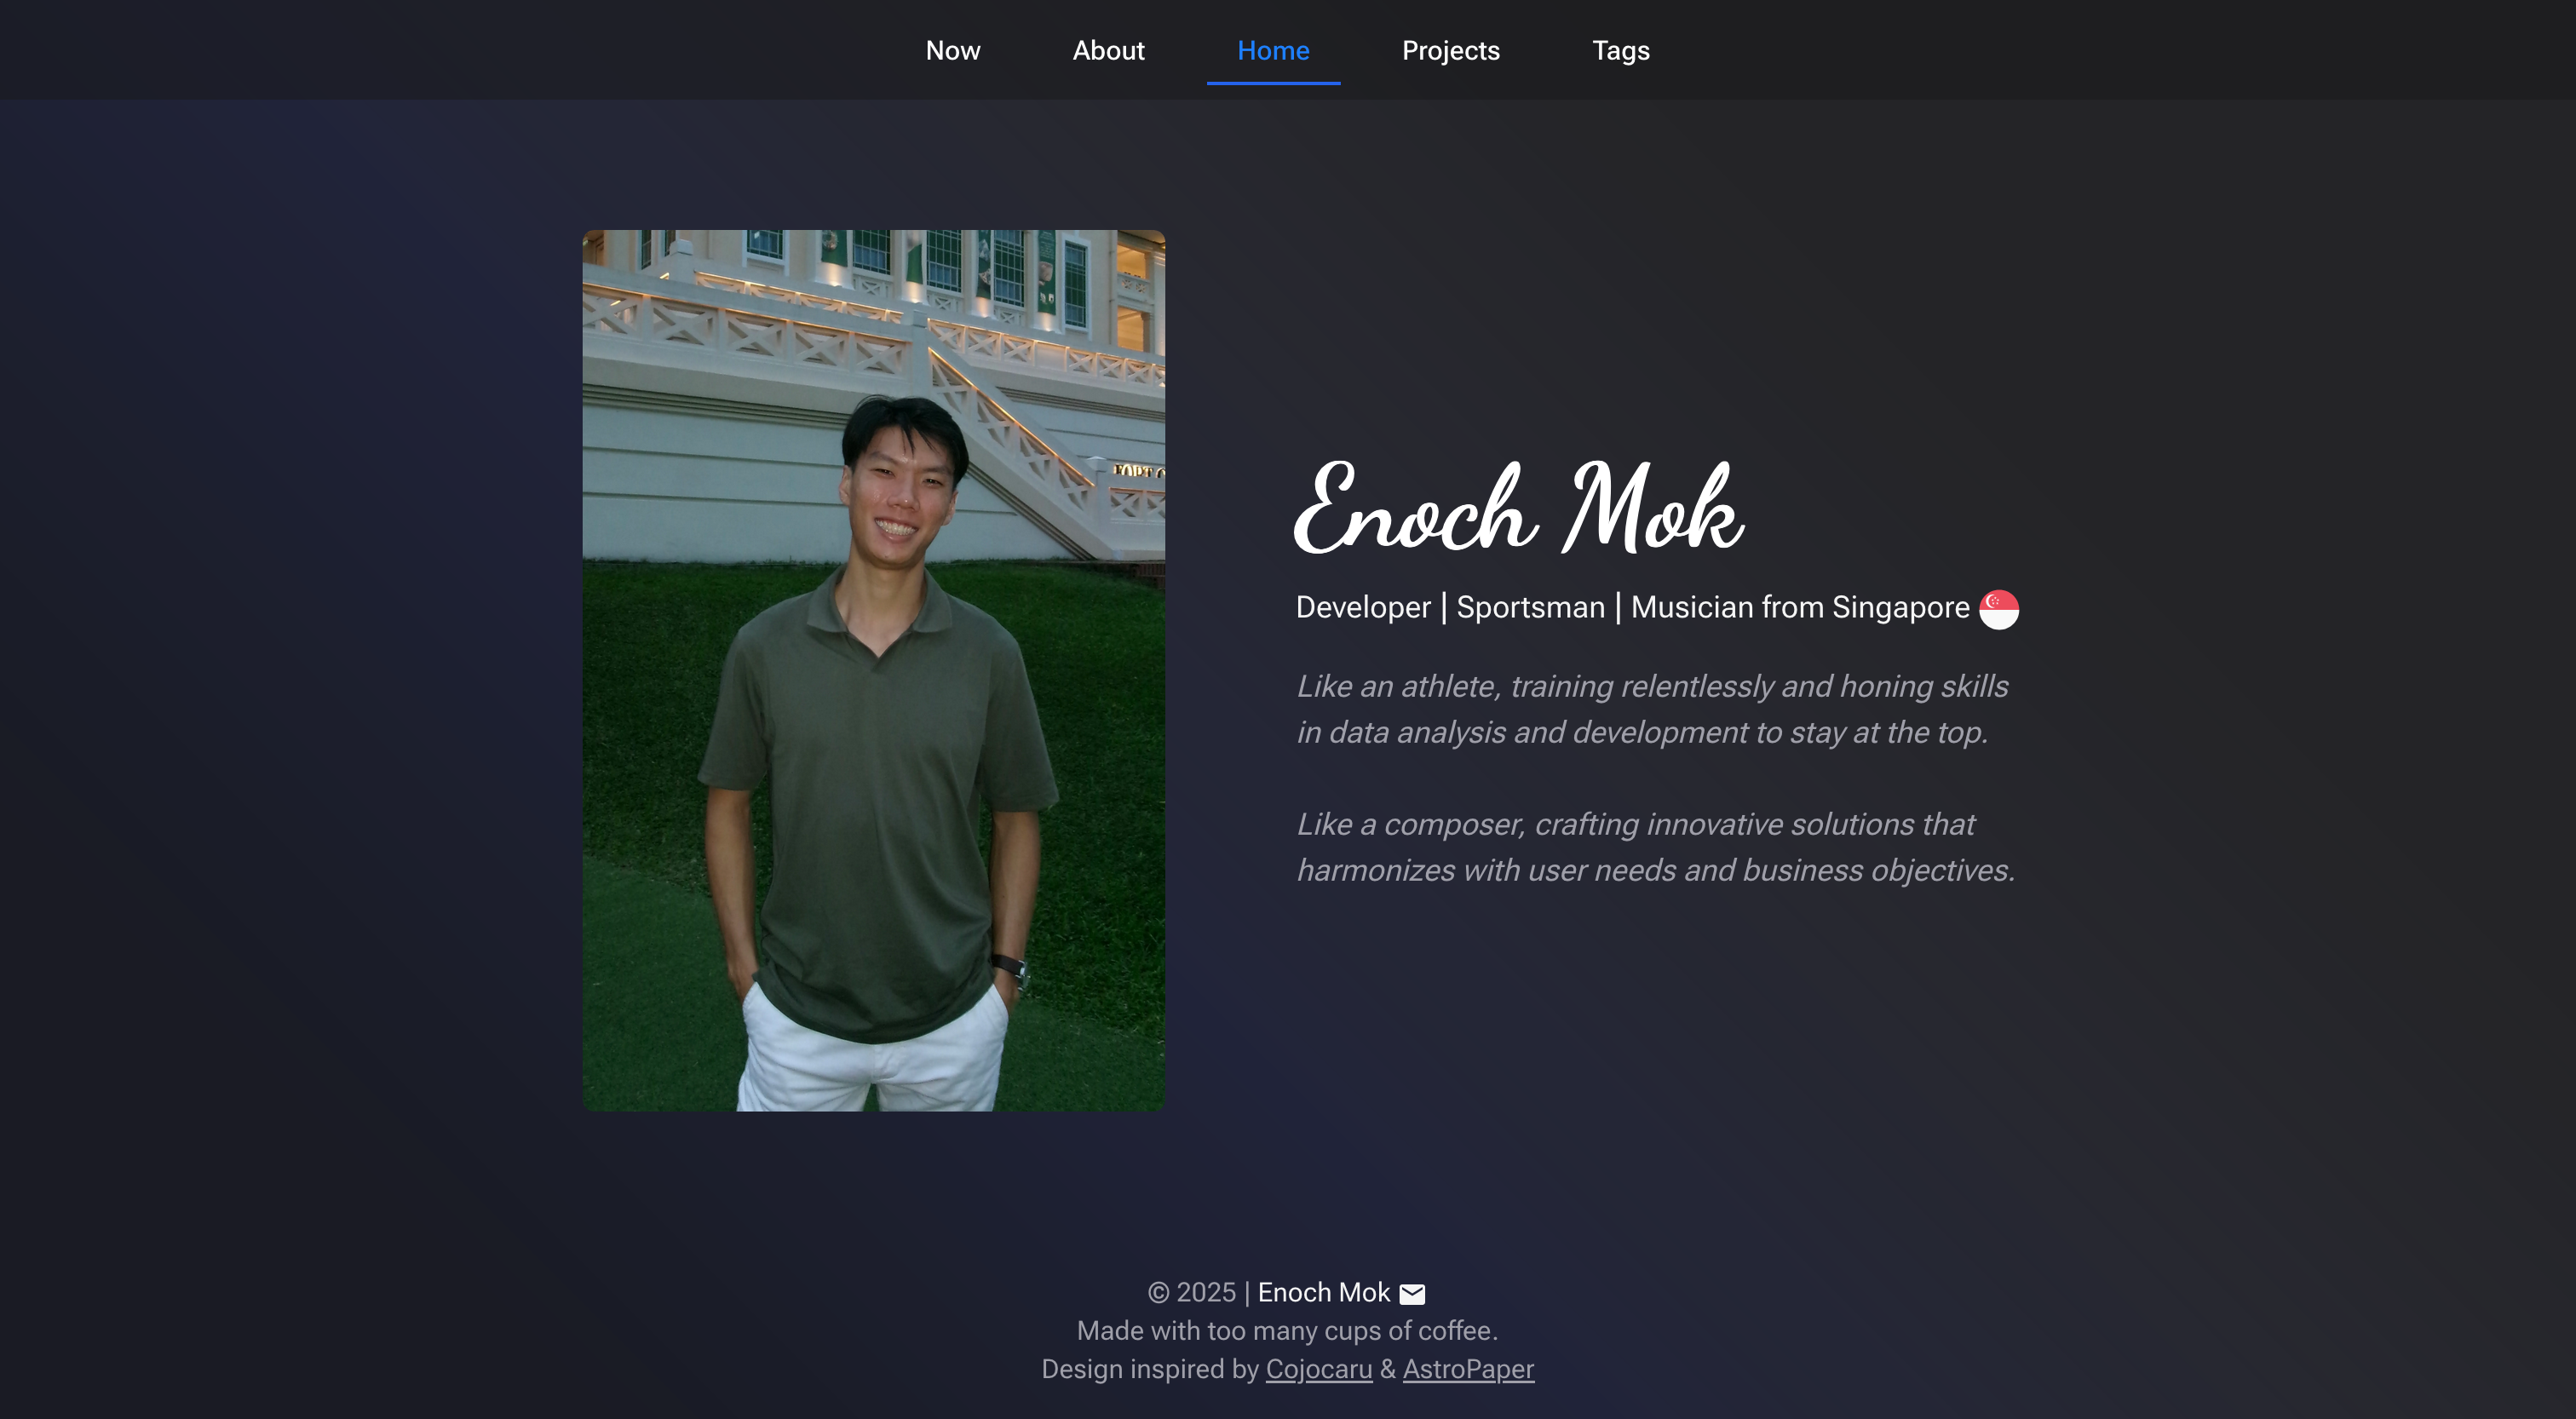 Now
About
Home
Projects
Tags
Enoch Mok
Developer | Sportsman | Musician from Singapore
Like an athlete, training relentlessly and honing skills
in data analysis and development to stay at the top.
Like a composer, crafting innovative solutions that
harmonizes with user needs and business objectives.
© 2025 | Enoch Mok
Made with too many cups of coffee.
Design inspired by Cojocaru & AstroPaper